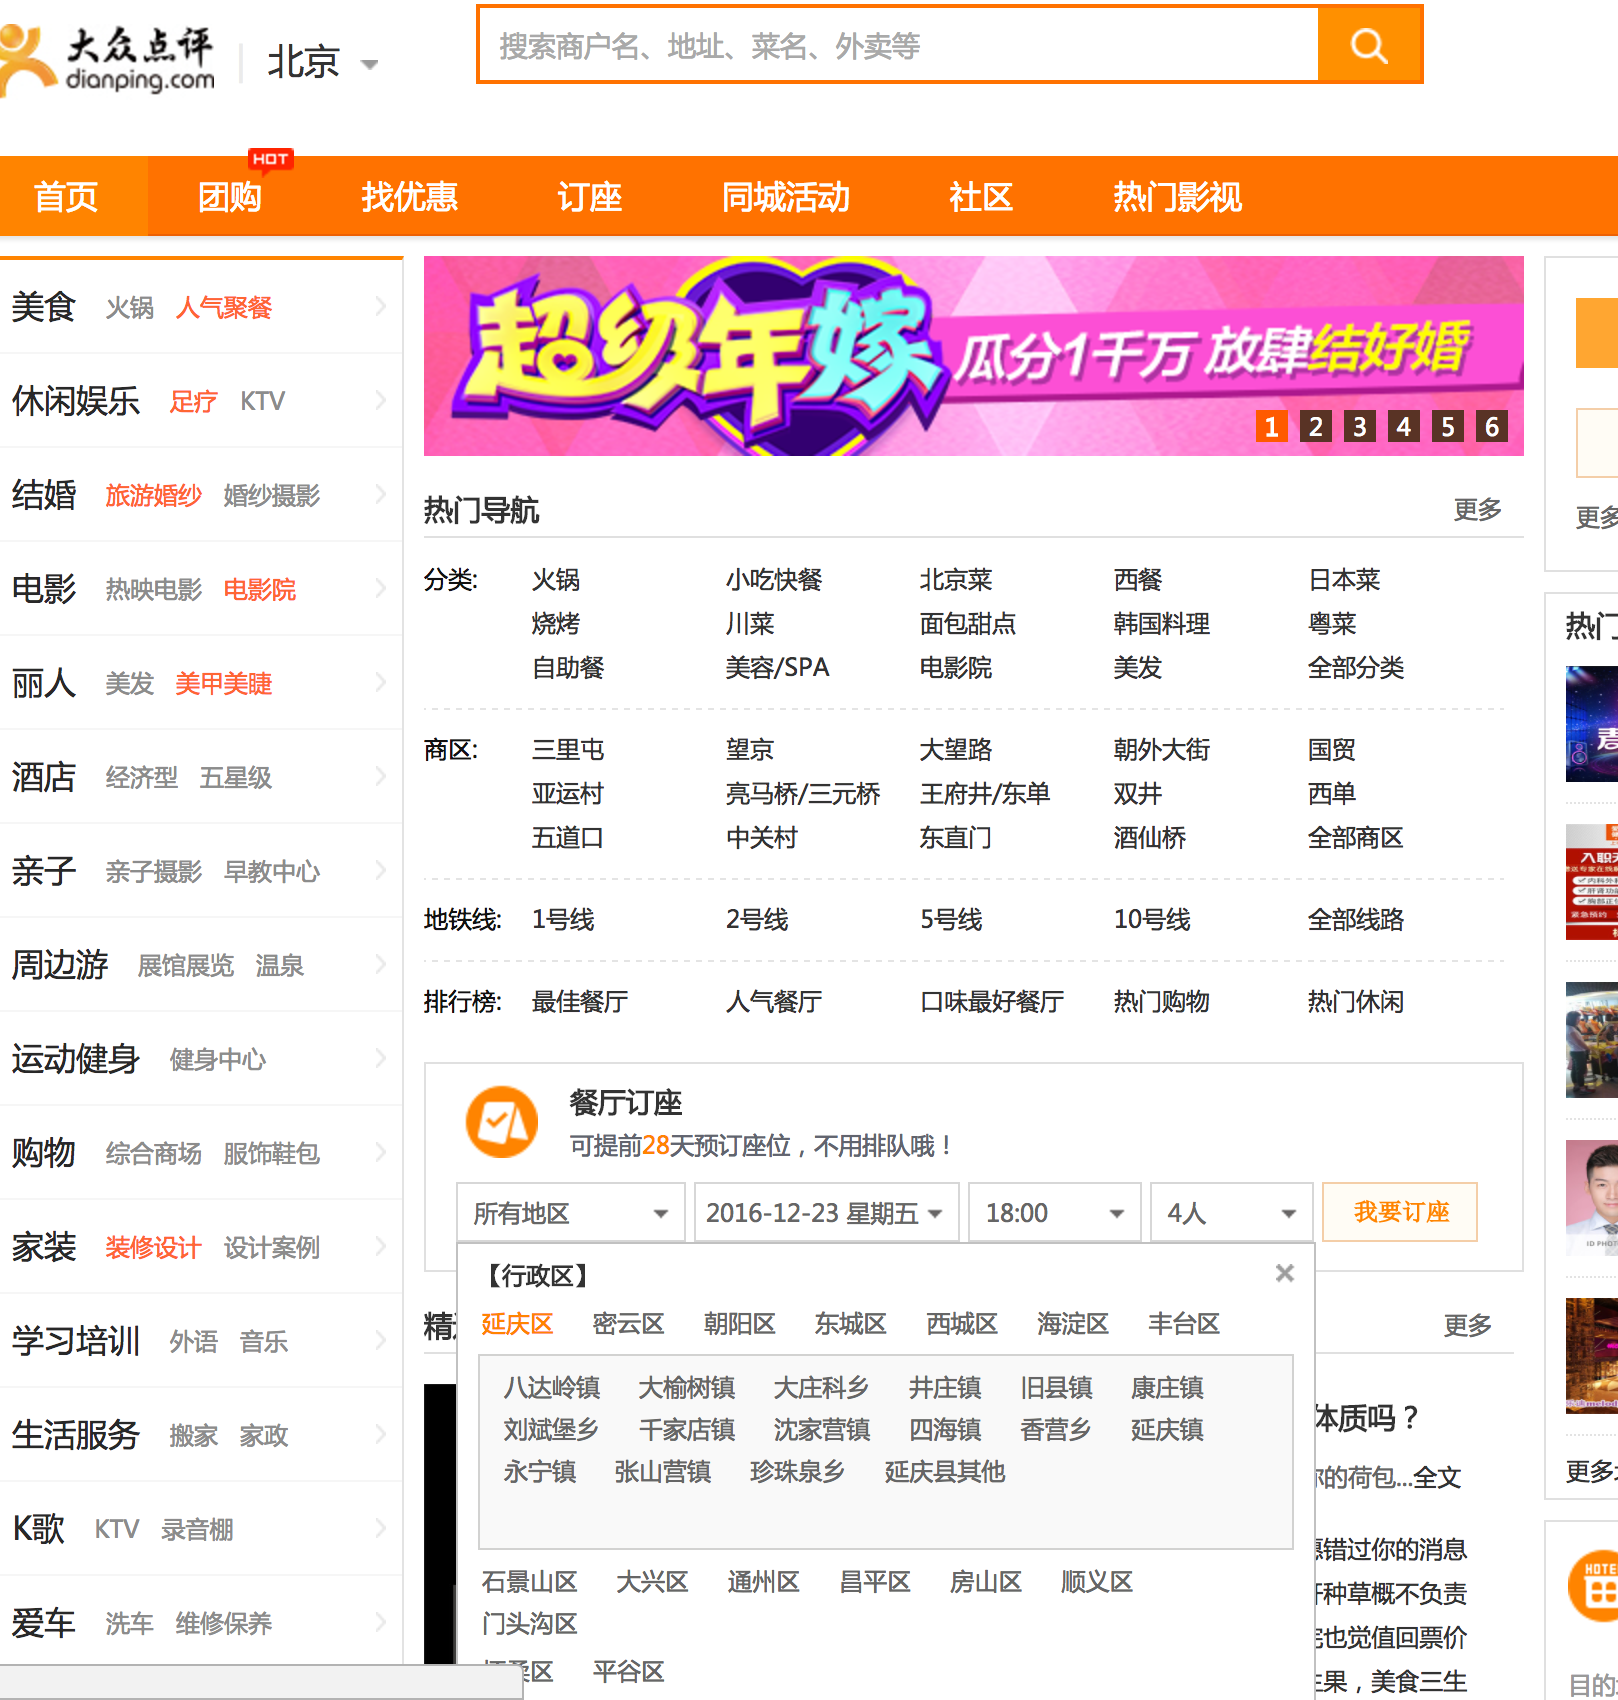 大众点评
dianping.com
北京
搜索商户名、地址、菜名、外卖等
HOT
首页 团购 找优惠 订座 同城活动 社区 热门影视
美食 火锅 人气聚餐
休闲娱乐 足疗 KTV
结婚 旅游婚纱 婚纱摄影
电影 热映电影 电影院
丽人 美发 美甲美睫
酒店 经济型 五星级
亲子 亲子摄影 早教中心
周边游 展馆展览 温泉
运动健身 健身中心
购物 综合商场 服饰鞋包
家装 装修设计 设计案例
学习培训 外语 音乐
生活服务 搬家 家政
K歌 KTV 录音棚
爱车 洗车 维修保养
超级年嫁 瓜分1千万 放肆结好婚
1 2 3 4 5 6
热门导航 更多
分类: 火锅 小吃快餐 北京菜 西餐 日本菜
烧烤 川菜 面包甜点 韩国料理 粤菜
自助餐 美容/SPA 电影院 美发 全部分类
商区: 三里屯 望京 大望路 朝外大街 国贸
亚运村 亮马桥/三元桥 王府井/东单 双井 西单
五道口 中关村 东直门 酒仙桥 全部商区
地铁线: 1号线 2号线 5号线 10号线 全部线路
排行榜: 最佳餐厅 人气餐厅 口味最好餐厅 热门购物 热门休闲
餐厅订座
可提前28天预订座位，不用排队哦！
所有地区 2016-12-23 星期五 18:00 4人 我要订座
【行政区】
延庆区 密云区 朝阳区 东城区 西城区 海淀区 丰台区
八达岭镇 大榆树镇 大庄科乡 井庄镇 旧县镇 康庄镇
刘斌堡乡 千家店镇 沈家营镇 四海镇 香营乡 延庆镇
永宁镇 张山营镇 珍珠泉乡 延庆县其他
石景山区 大兴区 通州区 昌平区 房山区 顺义区
门头沟区
怀柔区 平谷区
精 更多
体质吗？
的荷包...全文
错过你的消息
种草概不负责
也觉值回票价
果，美食三生
更多
热门
入职
ID PHOTO
更多
HOTE
目的